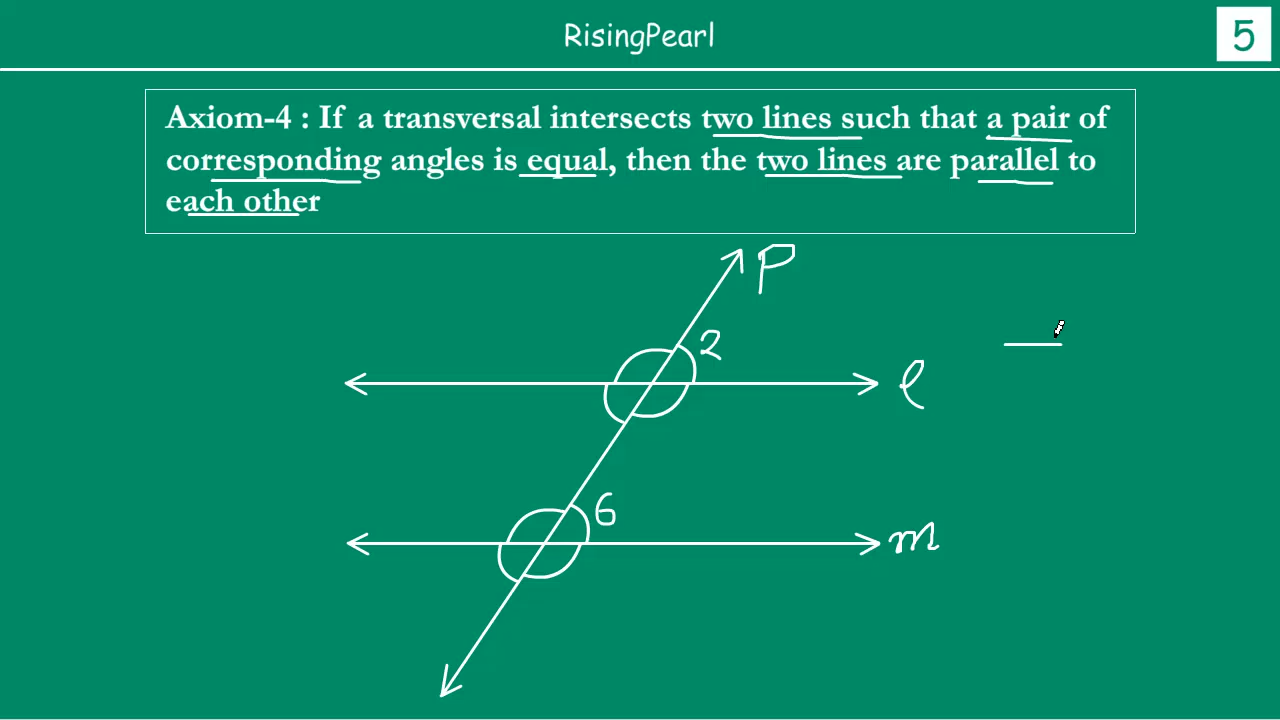 RisingPearl
5
Axiom-4 : If a transversal intersects two lines such that a pair of
corresponding angles is equal, then the two lines are parallel to
each other
P
2
l
6
m